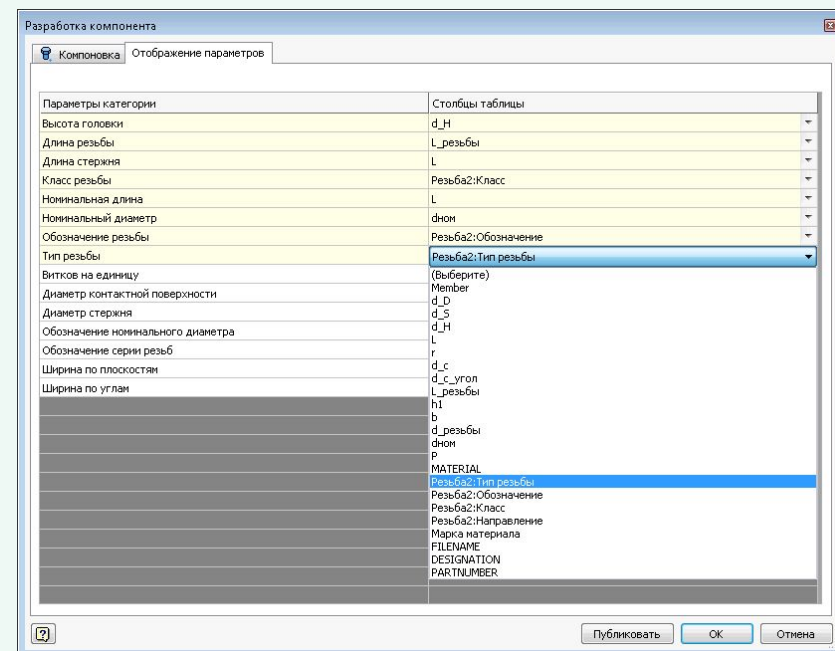 Разработка компонента
Компоновка Отображение параметров
Параметры категории Столбцы таблицы
Высота головки d_H
Длина резьбы L_резьбы
Длина стержня L
Класс резьбы Резьба2:Класс
Номинальная длина L
Номинальный диаметр dном
Обозначение резьбы Резьба2:Обозначение
Тип резьбы Резьба2:Тип резьбы
Витков на единицу
Диаметр контактной поверхности
Диаметр стержня
Обозначение номинального диаметра
Обозначение серии резьб
Ширина по плоскостям
Ширина по углам
(Выберите)
Member
d_D
d_S
d_H
L
r
d_c
d_c_угол
L_резьбы
h1
b
d_резьбы
dном
P
MATERIAL
Резьба2:Тип резьбы
Резьба2:Обозначение
Резьба2:Класс
Резьба2:Направление
Марка материала
FILENAME
DESIGNATION
PARTNUMBER
Публиковать OK Отмена